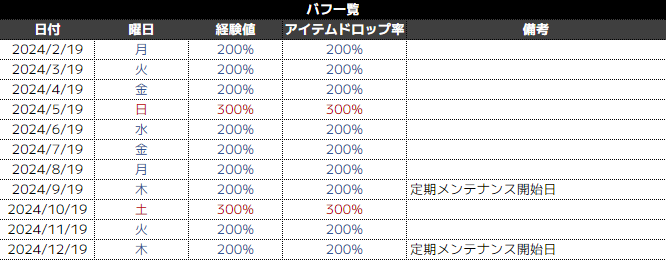 バフ一覧
日付 曜日 経験値 アイテムドロップ率 備考
2024/2/19 月 200% 200%
2024/3/19 火 200% 200%
2024/4/19 金 200% 200%
2024/5/19 日 300% 300%
2024/6/19 水 200% 200%
2024/7/19 金 200% 200%
2024/8/19 月 200% 200%
2024/9/19 木 200% 200% 定期メンテナンス開始日
2024/10/19 土 300% 300%
2024/11/19 火 200% 200%
2024/12/19 木 200% 200% 定期メンテナンス開始日